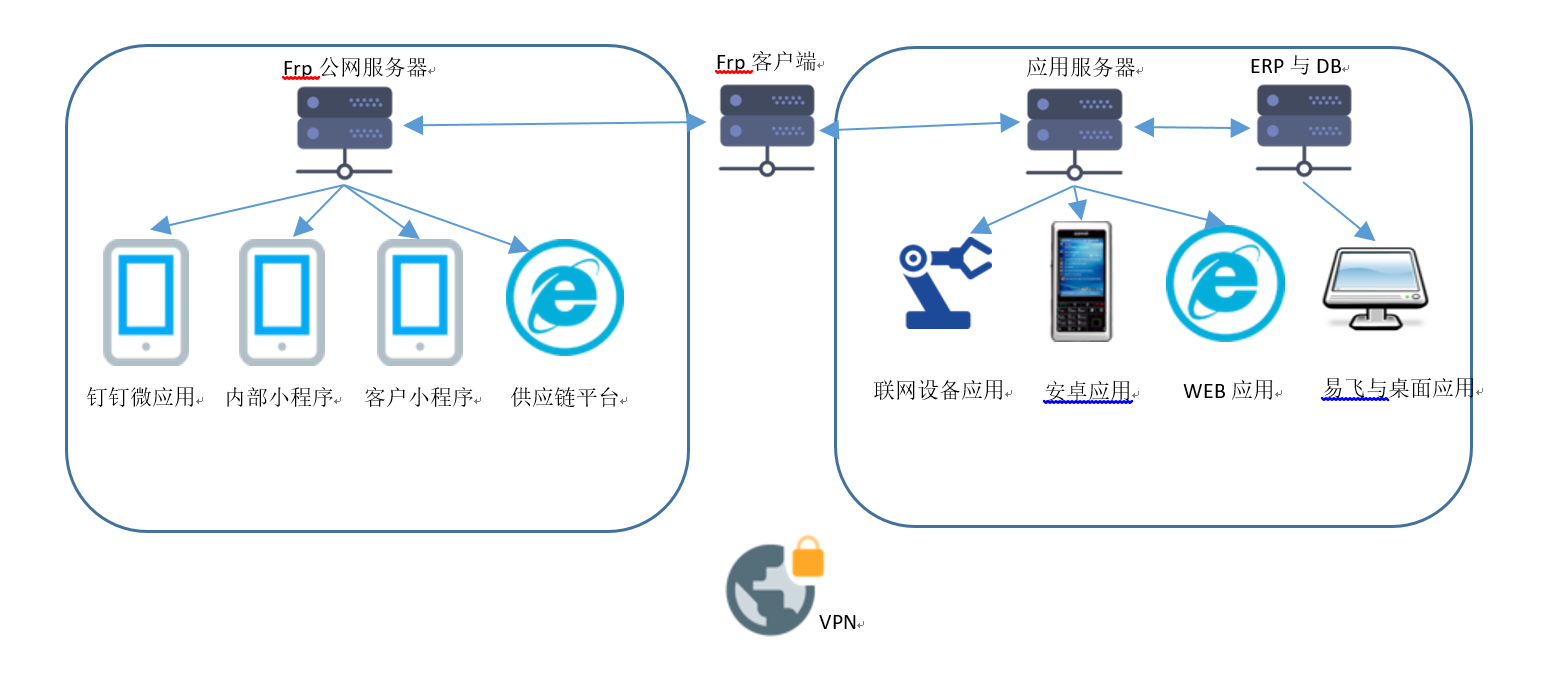 Frp 公网服务器
Frp 客户端
应用服务器
ERP 与 DB
钉钉微应用
内部小程序
客户小程序
供应链平台
联网设备应用
安卓应用
WEB 应用
易飞与桌面应用
VPN